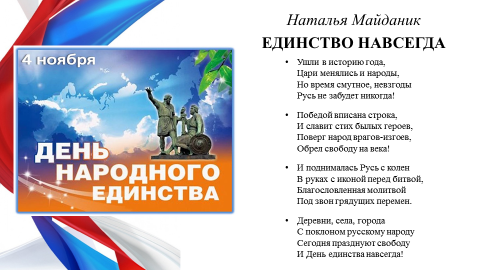 4 ноября
ДЕНЬ
НАРОДНОГО
ЕДИНСТВА
Наталья Майданик
ЕДИНСТВО НАВСЕГДА
• Ушли в историю года,
Цари менялись и народы,
Но время смутное, невзгоды
Русь не забудет никогда!
• Победой вписана строка,
И славит стих былых героев,
Поверг народ врагов-изгоев,
Обрел свободу на века!
• И поднималась Русь с колен
В руках с иконой перед битвой,
Благословленная молитвой
Под звон грядущих перемен.
• Деревни, села, города
С поклоном русскому народу
Сегодня празднуют свободу
И День единства навсегда!